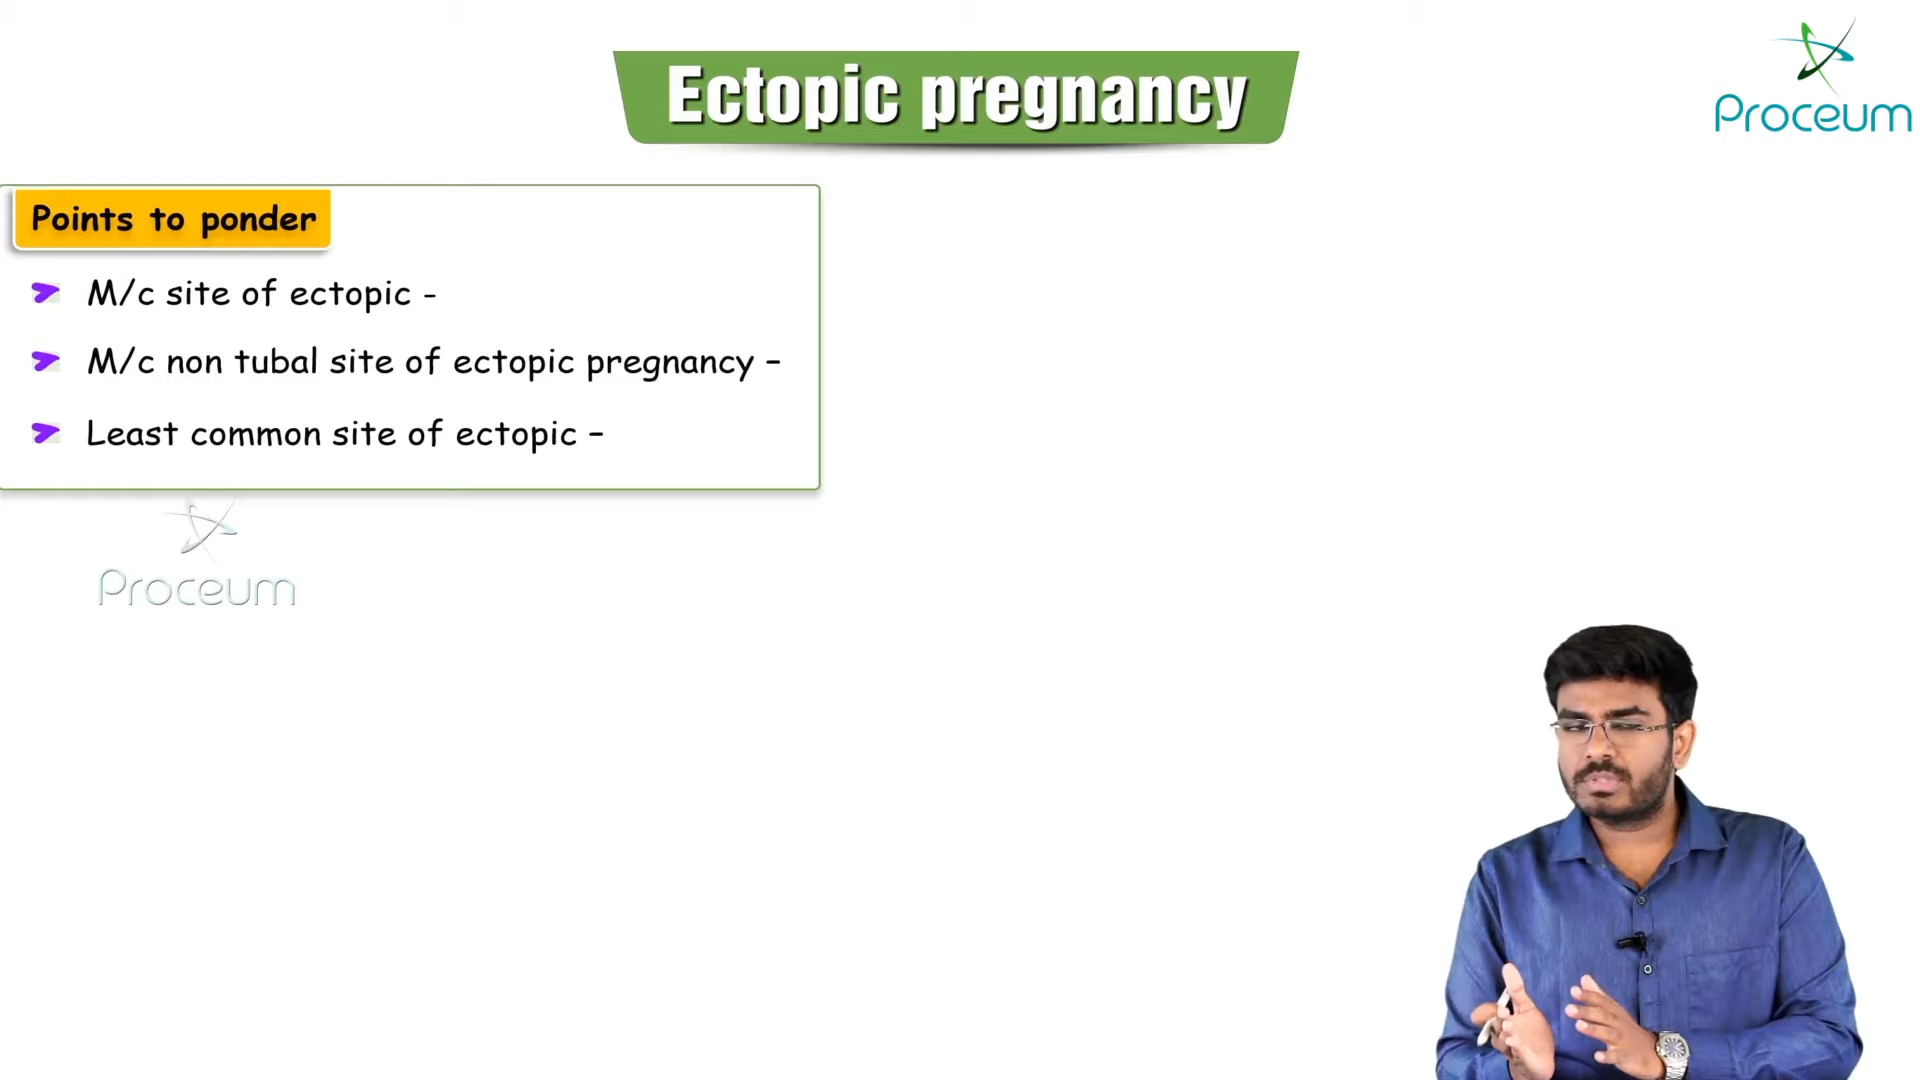 Ectopic pregnancy
Proceum
Points to ponder
M/c site of ectopic -
M/c non tubal site of ectopic pregnancy –
Least common site of ectopic –
Proceum